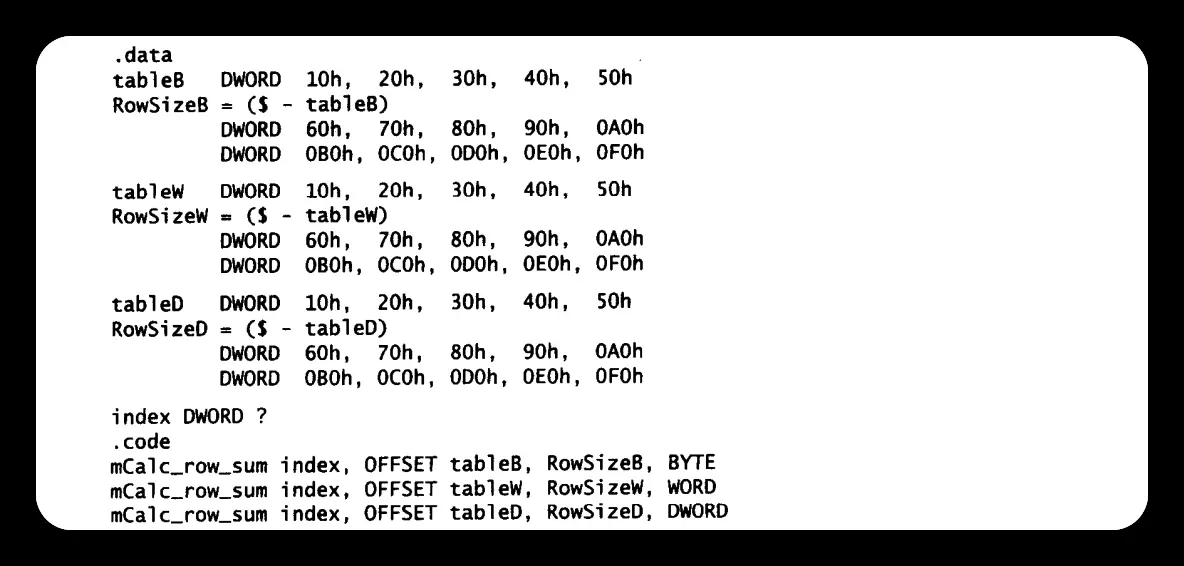 .data
tableB DWORD 10h, 20h, 30h, 40h, 50h
RowSizeB = ($ - tableB)
DWORD 60h, 70h, 80h, 90h, 0A0h
DWORD 0B0h, 0C0h, 0D0h, 0E0h, 0F0h
tableW DWORD 10h, 20h, 30h, 40h, 50h
RowSizeW = ($ - tableW)
DWORD 60h, 70h, 80h, 90h, 0A0h
DWORD 0B0h, 0C0h, 0D0h, 0E0h, 0F0h
tableD DWORD 10h, 20h, 30h, 40h, 50h
RowSizeD = ($ - tableD)
DWORD 60h, 70h, 80h, 90h, 0A0h
DWORD 0B0h, 0C0h, 0D0h, 0E0h, 0F0h
index DWORD ?
.code
mCalc_row_sum index, OFFSET tableB, RowSizeB, BYTE
mCalc_row_sum index, OFFSET tableW, RowSizeW, WORD
mCalc_row_sum index, OFFSET tableD, RowSizeD, DWORD